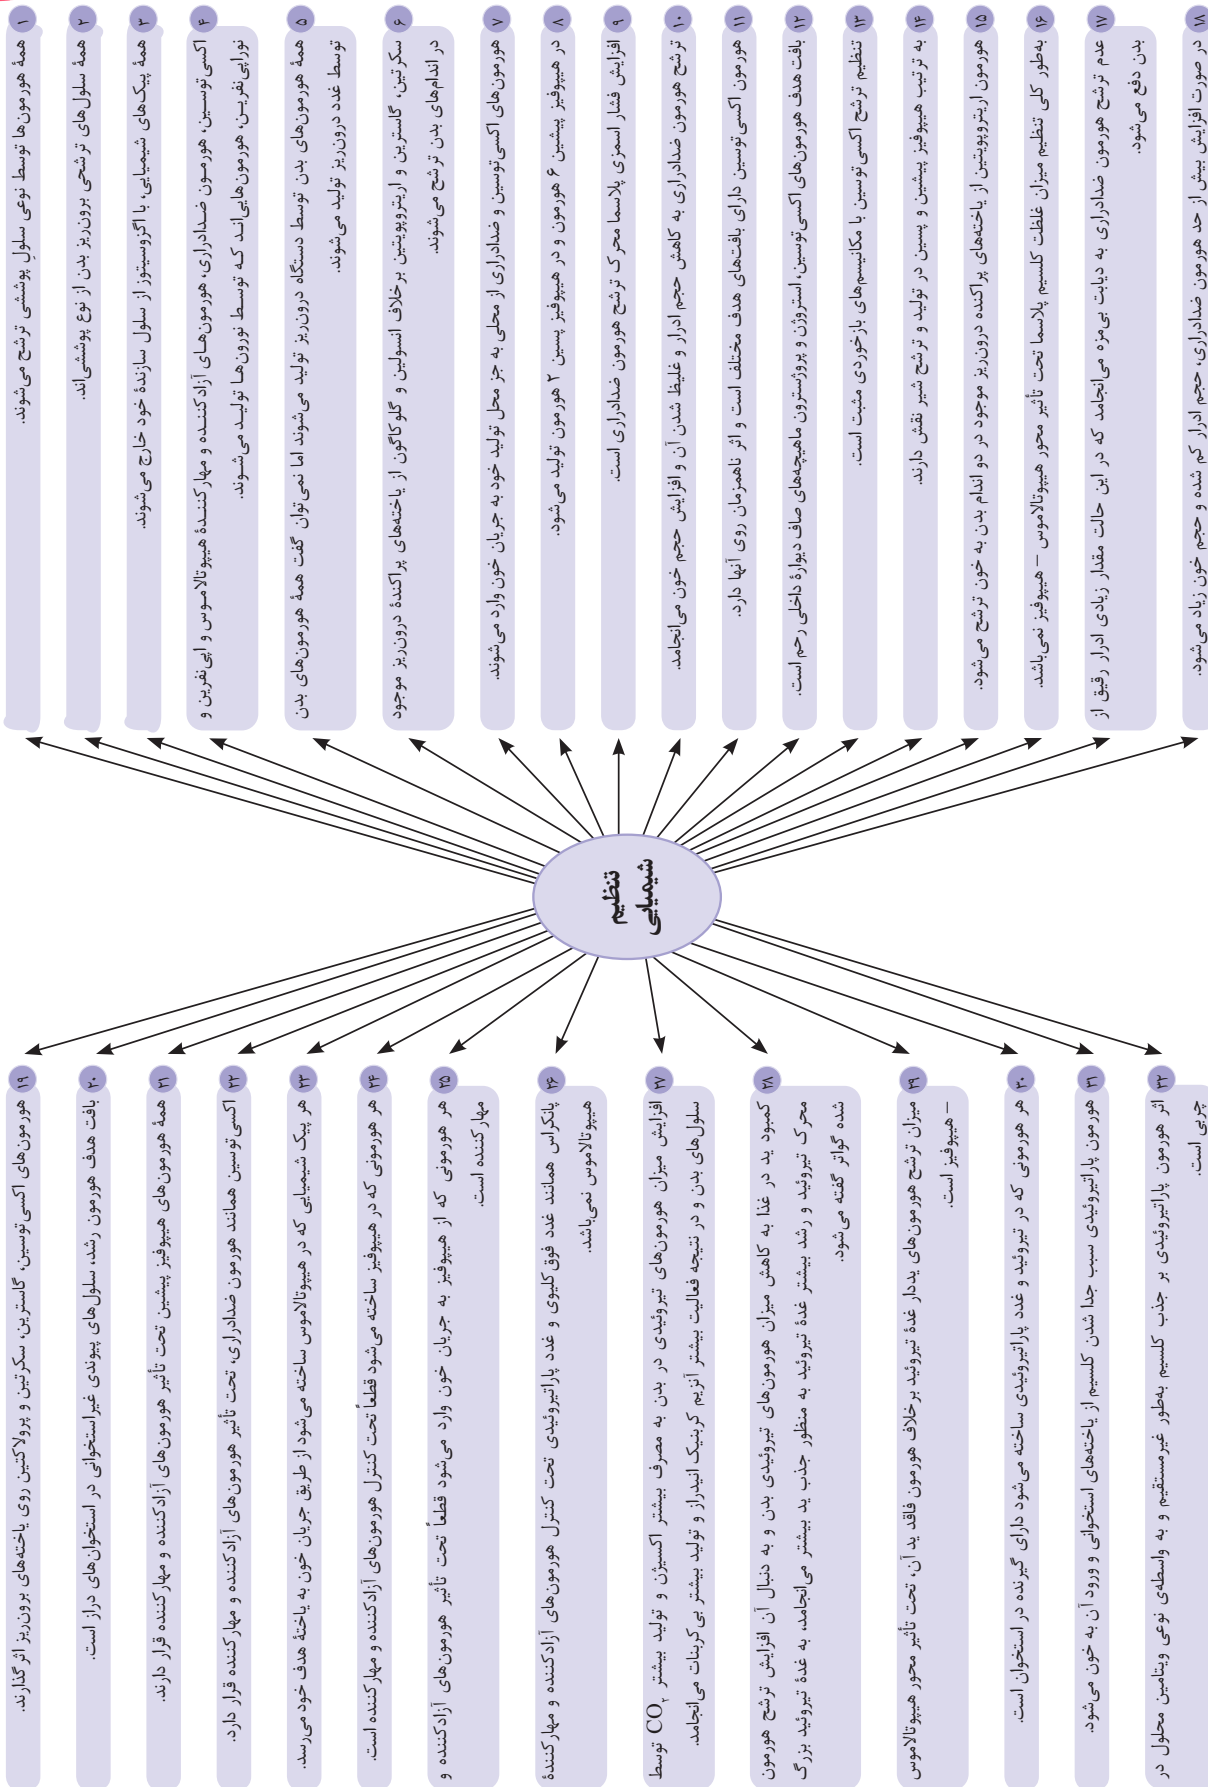 تنظیم
شیمیایی
۱
همهٔ هورمون‌ها توسط نوعی سلولِ پوششی ترشح می‌شوند.
۲
همهٔ سلول‌های ترشحی برون‌ریز بدن از نوع پوششی‌اند.
۳
همهٔ پیک‌های شیمیایی، با اگزوسیتوز از سلول سازندهٔ خود خارج می‌شوند.
۴
اکسی‌توسین، هورمون ضدادراری، هورمون‌های آزادکننده و مهارکنندهٔ هیپوتالاموس و اپی‌نفرین و
نوراپی‌نفرین، هورمون‌هایی‌اند که توسط نورون‌ها تولید می‌شوند.
۵
همهٔ هورمون‌های بدن توسط دستگاه درون‌ریز تولید می‌شوند اما نمی‌توان گفت همهٔ هورمون‌های بدن
توسط غدد درون‌ریز تولید می‌شوند.
۶
سکرتین، گاسترین و اریتروپویتین برخلاف انسولین و گلوکاگون از یاخته‌های پراکندهٔ درون‌ریز موجود
در اندام‌های بدن ترشح می‌شوند.
۷
هورمون‌های اکسی‌توسین و ضدادراری از محلی به جز محل تولید خود به جریان خون وارد می‌شوند.
۸
در هیپوفیز پیشین ۶ هورمون و در هیپوفیز پسین ۲ هورمون تولید می‌شود.
۹
افزایش فشار اسمزی پلاسما محرک ترشح هورمون ضدادراری است.
۱۰
ترشح هورمون ضدادراری به کاهش حجم ادرار و غلیظ شدن آن و افزایش حجم خون می‌انجامد.
۱۱
هورمون اکسی‌توسین دارای بافت‌های هدف مختلف است و اثر ناهمزمان روی آنها دارد.
۱۲
بافت هدف هورمون‌های اکسی‌توسین، استروژن و پروژسترون ماهیچه‌های صاف دیوارهٔ داخلی رحم است.
۱۳
تنظیم ترشح اکسی‌توسین با مکانیسم‌های بازخوردی مثبت است.
۱۴
به ترتیب هیپوفیز پیشین و پسین در تولید و ترشح شیر نقش دارند.
۱۵
هورمون اریتروپویتین از یاخته‌های پراکنده درون‌ریز موجود در دو اندام بدن به خون ترشح می‌شود.
۱۶
به‌طور کلی تنظیم میزان غلظت کلسیم پلاسما تحت تأثیر محور هیپوتالاموس – هیپوفیز نمی‌باشد.
۱۷
عدم ترشح هورمون ضدادراری به دیابت بی‌مزه می‌انجامد که در این حالت مقدار زیادی ادرار رقیق از
بدن دفع می‌شود.
۱۸
در صورت افزایش بیش از حد هورمون ضدادراری، حجم ادرار کم شده و حجم خون زیاد می‌شود.
۱۹
هورمون‌های اکسی‌توسین، گاسترین، سکرتین و پرولاکتین روی یاخته‌های برون‌ریز اثرگذارند.
۲۰
بافت هدف هورمون رشد، سلول‌های پیوندی غیراستخوانی در استخوان‌های دراز است.
۲۱
همهٔ هورمون‌های هیپوفیز پیشین تحت تأثیر هورمون‌های آزادکننده و مهارکننده قرار دارند.
۲۲
اکسی‌توسین همانند هورمون ضدادراری، تحت تأثیر هورمون‌های آزادکننده و مهارکننده قرار دارد.
۲۳
هر پیک شیمیایی که در هیپوتالاموس ساخته می‌شود از طریق جریان خون به یاختهٔ هدف خود می‌رسد.
۲۴
هر هورمونی که در هیپوفیز ساخته می‌شود قطعاً تحت کنترل هورمون‌های آزادکننده و مهارکننده است.
۲۵
هر هورمونی که از هیپوفیز به جریان خون وارد می‌شود قطعاً تحت تأثیر هورمون‌های آزادکننده و
مهارکننده است.
۲۶
پانکراس همانند غدد فوق‌کلیوی و غدد پاراتیروئیدی تحت کنترل هورمون‌های آزادکننده و مهارکنندهٔ
هیپوتالاموس نمی‌باشد.
۲۷
افزایش میزان هورمون‌های تیروئیدی در بدن به مصرف بیشتر اکسیژن و تولید بیشتر CO₂ توسط
سلول‌های بدن و در نتیجه فعالیت بیشتر آنزیم کربنیک انیدراز و تولید بیشتر بی‌کربنات می‌انجامد.
۲۸
کمبود ید در غذا به کاهش میزان هورمون‌های تیروئیدی بدن و به دنبال آن افزایش ترشح هورمون
محرک تیروئید و رشد بیشتر غدهٔ تیروئید به منظور جذب ید بیشتر می‌انجامد، به غدهٔ تیروئید بزرگ
شده گواتر گفته می‌شود.
۲۹
میزان ترشح هورمون‌های یددار غدهٔ تیروئید برخلاف هورمون فاقد ید آن، تحت تأثیر محور هیپوتالاموس
– هیپوفیز است.
۳۰
هر هورمونی که در تیروئید و غدد پاراتیروئیدی ساخته می‌شود دارای گیرنده در استخوان است.
۳۱
هورمون پاراتیروئیدی سبب جدا شدن کلسیم از یاخته‌های استخوانی و ورود آن به خون می‌شود.
۳۲
اثر هورمون پاراتیروئیدی بر جذب کلسیم به‌طور غیرمستقیم و به واسطه‌ی نوعی ویتامین محلول در
چربی است.